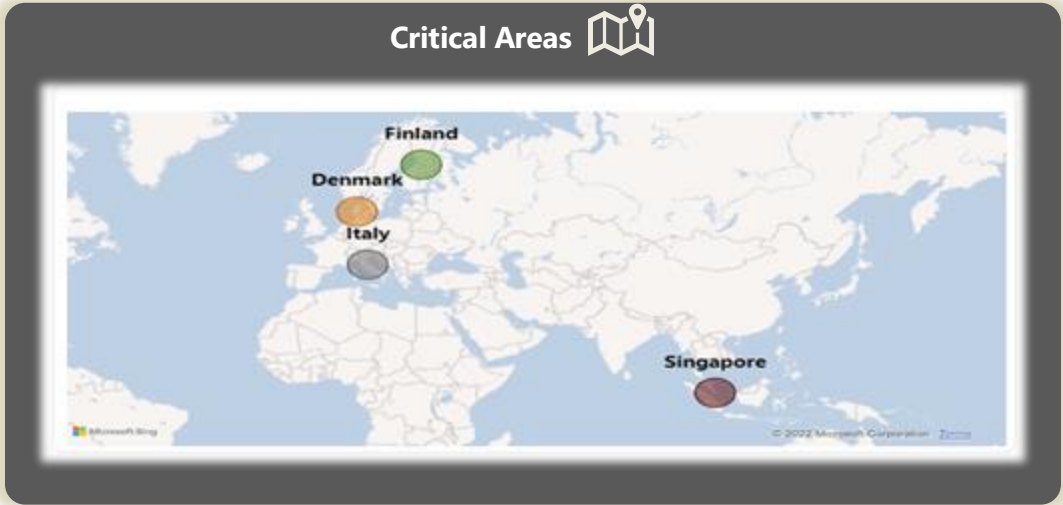 Critical Areas
Finland
Denmark
Italy
Singapore
Microsoft Bing
© 2022 Microsoft Corporation Terms